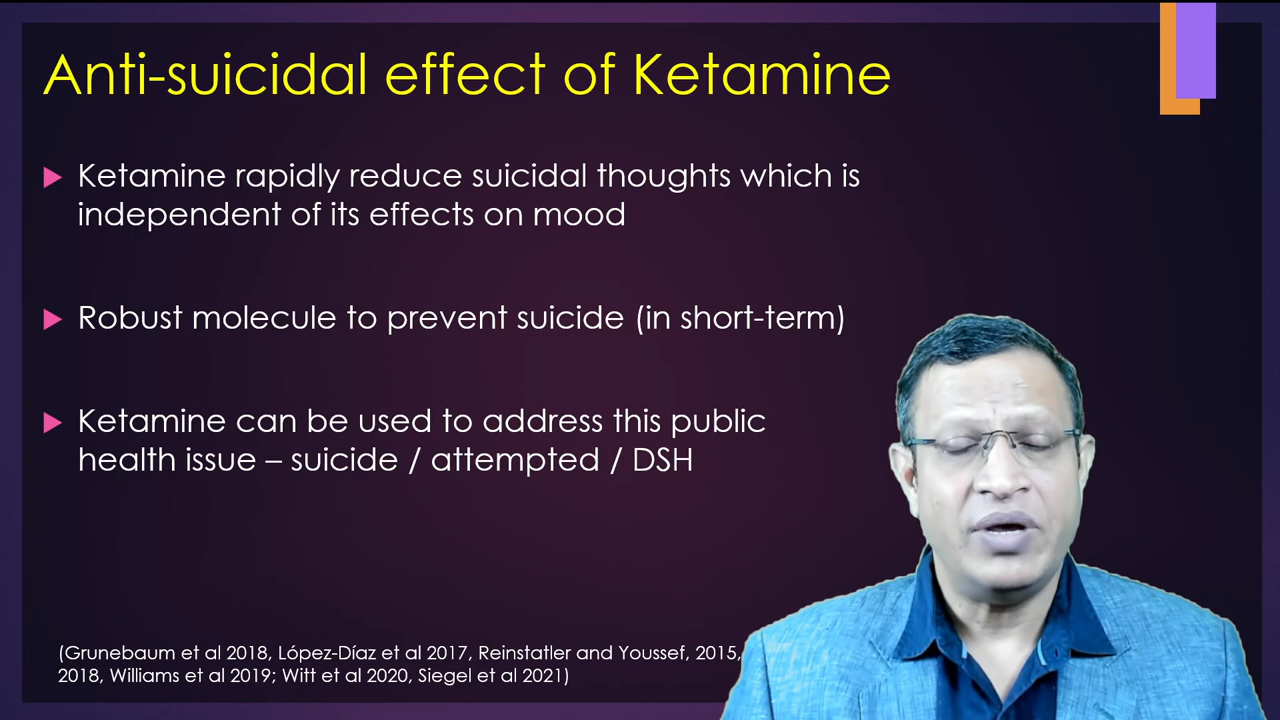 Anti-suicidal effect of Ketamine
Ketamine rapidly reduce suicidal thoughts which is
independent of its effects on mood
Robust molecule to prevent suicide (in short-term)
Ketamine can be used to address this public
health issue – suicide / attempted / DSH
(Grunebaum et al 2018, López-Díaz et al 2017, Reinstatler and Youssef, 2015,
2018, Williams et al 2019; Witt et al 2020, Siegel et al 2021)